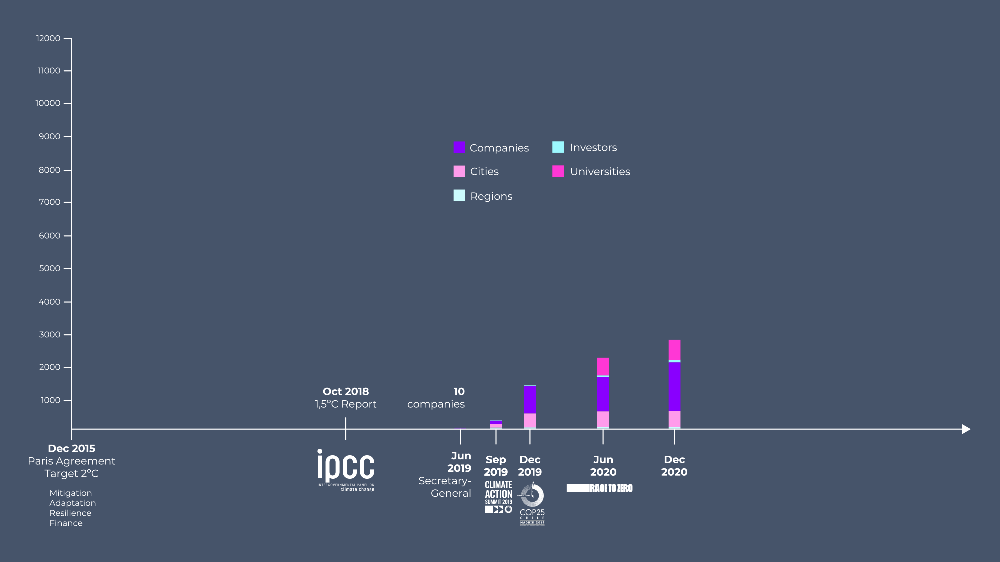 12000
11000
10000
9000
8000
7000
6000
5000
4000
3000
2000
1000
Companies
Investors
Cities
Universities
Regions
Oct 2018
1,5ºC Report
10
companies
Dec 2015
Paris Agreement
Target 2ºC
Mitigation
Adaptation
Resilience
Finance
ipcc
INTERGOVERNMENTAL PANEL ON
climate change
Jun
2019
Secretary-
General
Sep
2019
CLIMATE
ACTION
SUMMIT 2019
Dec
2019
COP25
CHILE
MADRID 2019
Jun
2020
RACE TO ZERO
Dec
2020